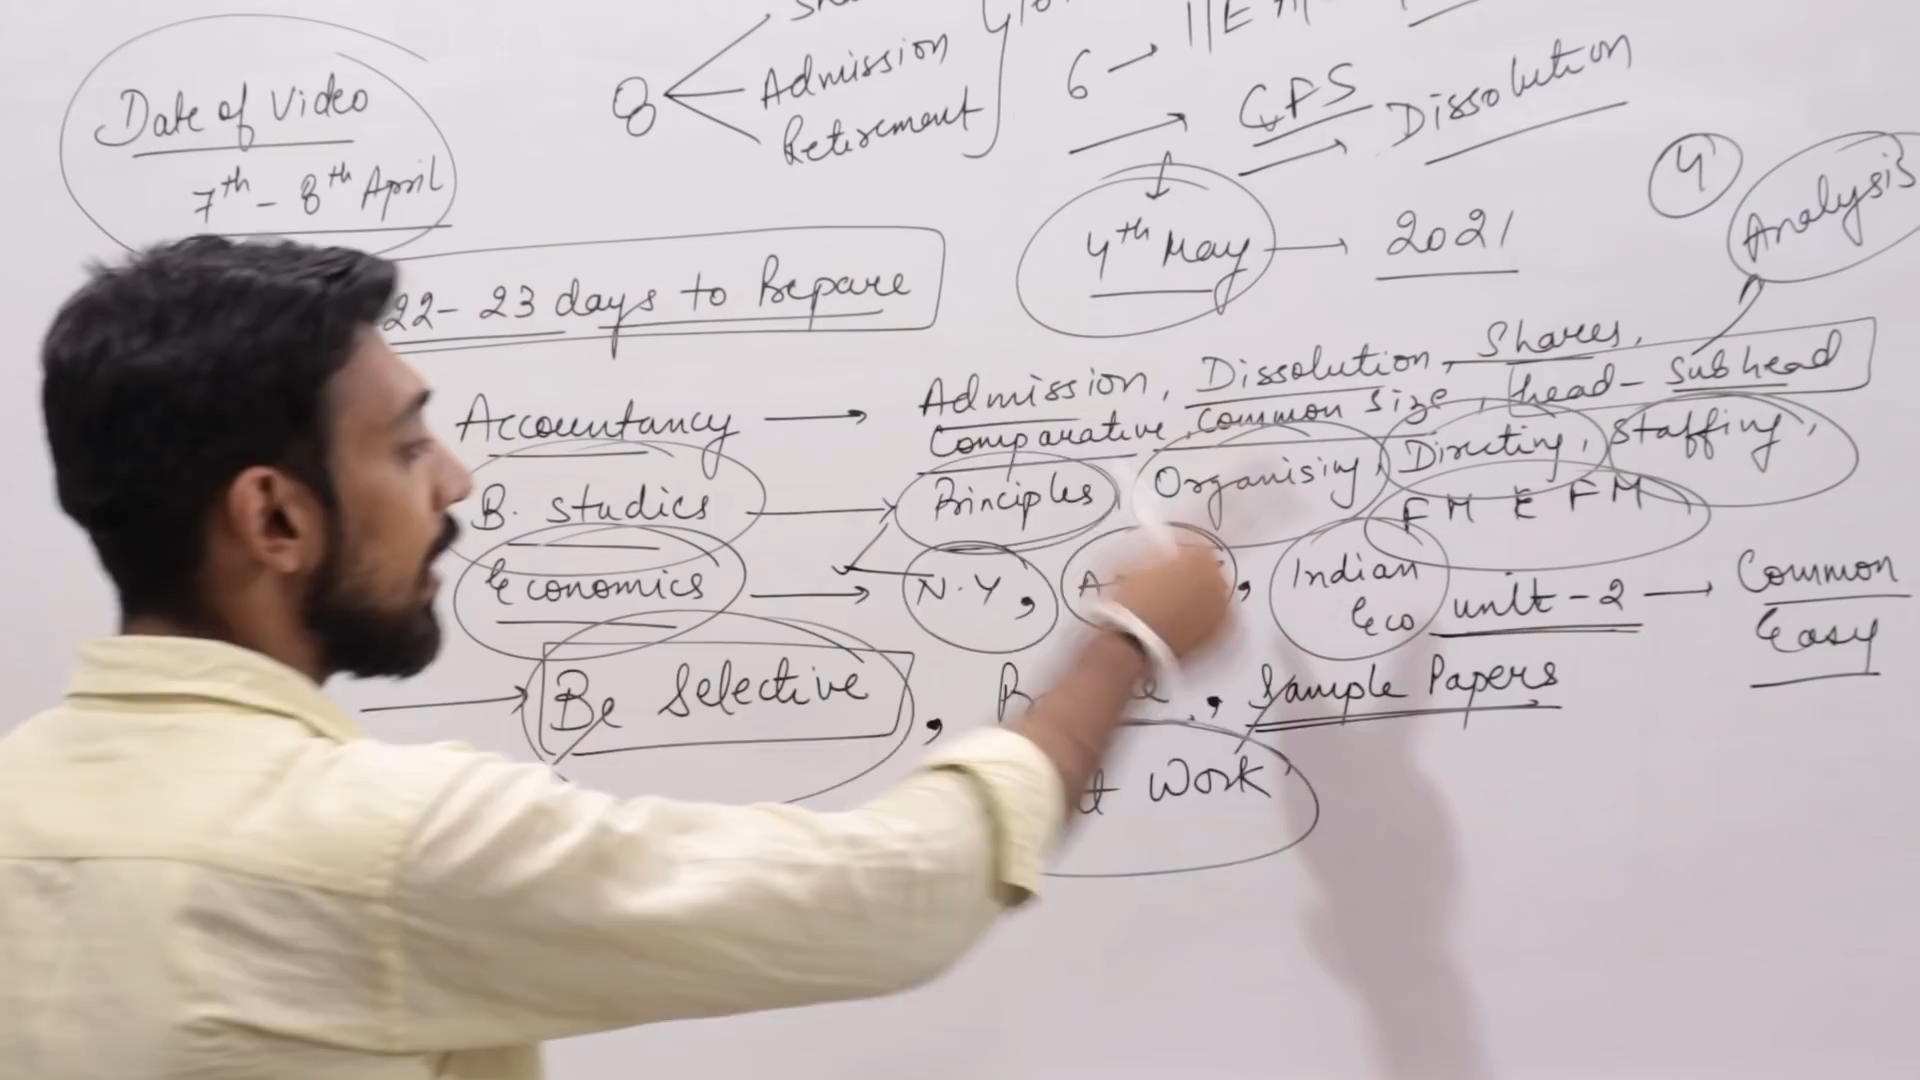 Date of Video
7th - 8th April
8
Admission
Retirement
6 →
CFS
Dissolution
4th May → 2021
4
Analysis
22-23 days to Prepare
Accountancy → Admission, Dissolution, Shares,
Comparative, Common size, head - Subhead
B. studies → Principles, Organising, Directing, Staffing,
FM E FM
Economics → N.Y, Indian Eco unit-2 → Common Easy
→ Be Selective, Sample Papers
Work